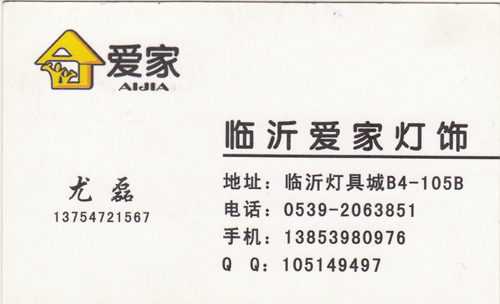 爱家
AIJIA
临沂爱家灯饰
尤磊
13754721567
地址：临沂灯具城B4-105B
电话：0539-2063851
手机：13853980976
Q Q：105149497